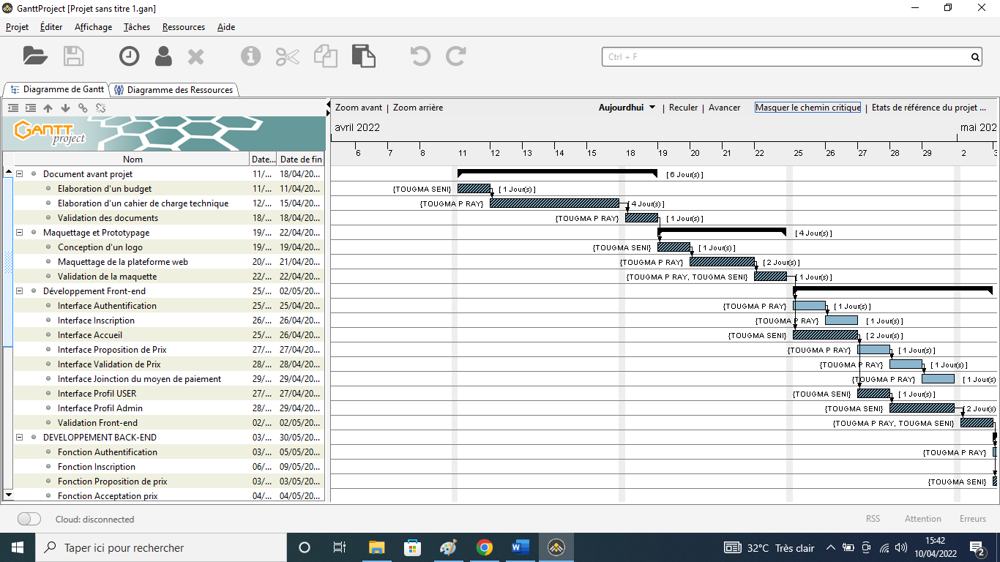 GanttProject [Projet sans titre 1.gan]
Projet Éditer Affichage Tâches Ressources Aide
Ctrl + F
Diagramme de Gantt Diagramme des Ressources
Zoom avant | Zoom arrière Aujourd'hui | Reculer | Avancer Masquer le chemin critique | Etats de référence du projet ...
GANTT project
avril 2022 mai 202
Nom Date... Date de fin 6 7 8 11 12 13 14 15 18 19 20 21 22 25 26 27 28 29 2 3
Document avant projet 11/... 18/04/20... [ 6 Jour(s) ]
Elaboration d'un budget 11/... 11/04/20... {TOUGMA SENI} [ 1 Jour(s) ]
Elaboration d'un cahier de charge technique 12/... 15/04/20... {TOUGMA P RAY} [ 4 Jour(s) ]
Validation des documents 18/... 18/04/20... {TOUGMA P RAY} [ 1 Jour(s) ]
Maquettage et Prototypage 19/... 22/04/20... [ 4 Jour(s) ]
Conception d'un logo 19/... 19/04/20... {TOUGMA SENI} [ 1 Jour(s) ]
Maquettage de la plateforme web 20/... 21/04/20... {TOUGMA P RAY} [ 2 Jour(s) ]
Validation de la maquette 22/... 22/04/20... {TOUGMA P RAY, TOUGMA SENI} [ 1 Jour(s) ]
Développement Front-end 25/... 02/05/20...
Interface Authentification 25/... 25/04/20... {TOUGMA P RAY} [ 1 Jour(s) ]
Interface Inscription 26/... 26/04/20... {TOUGMA P RAY} [ 1 Jour(s) ]
Interface Accueil 25/... 26/04/20... {TOUGMA SENI} [ 2 Jour(s) ]
Interface Proposition de Prix 27/... 27/04/20... {TOUGMA P RAY} [ 1 Jour(s) ]
Interface Validation de Prix 28/... 28/04/20... {TOUGMA P RAY} [ 1 Jour(s) ]
Interface Joinction du moyen de paiement 29/... 29/04/20... {TOUGMA P RAY} [ 1 Jour(s)
Interface Profil USER 27/... 27/04/20... {TOUGMA SENI} [ 1 Jour(s) ]
Interface Profil Admin 28/... 29/04/20... {TOUGMA SENI} [ 2 Jour(s)
Validation Front-end 02/... 02/05/20... {TOUGMA P RAY, TOUGMA SENI}
DEVELOPPEMENT BACK-END 03/... 30/05/20...
Fonction Authentification 03/... 05/05/20... {TOUGMA P RAY}
Fonction Inscription 06/... 09/05/20...
Fonction Proposition de prix 03/... 03/05/20... {TOUGMA SENI}
Fonction Acceptation prix 04/... 04/05/20...
Cloud: disconnected RSS Attention Erreurs
Taper ici pour rechercher 32°C Très clair 15:42
10/04/2022 2